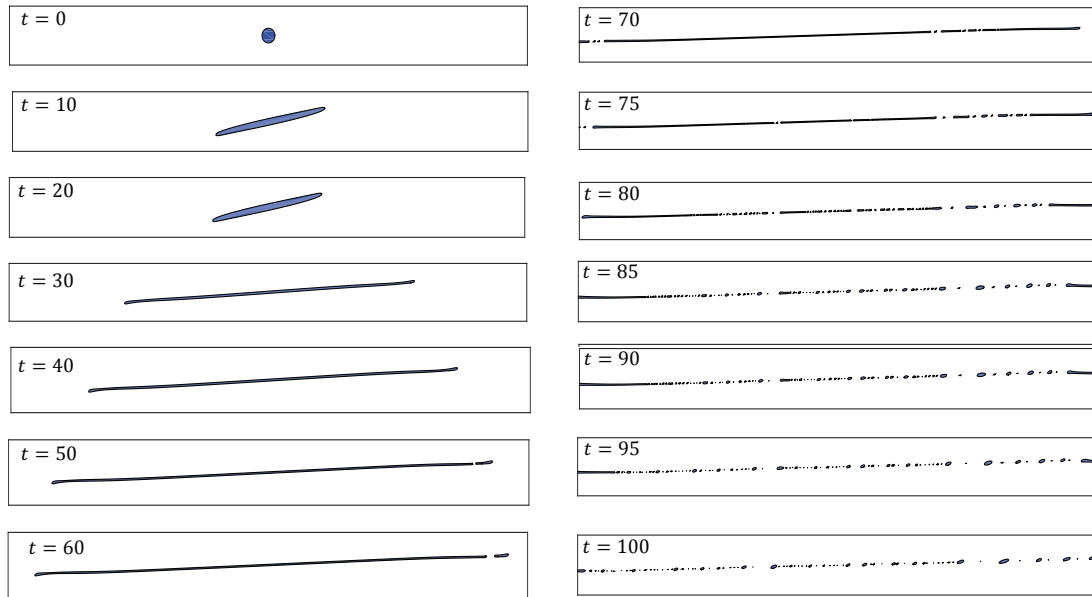 t = 0
t = 10
t = 20
t = 30
t = 40
t = 50
t = 60
t = 70
t = 75
t = 80
t = 85
t = 90
t = 95
t = 100